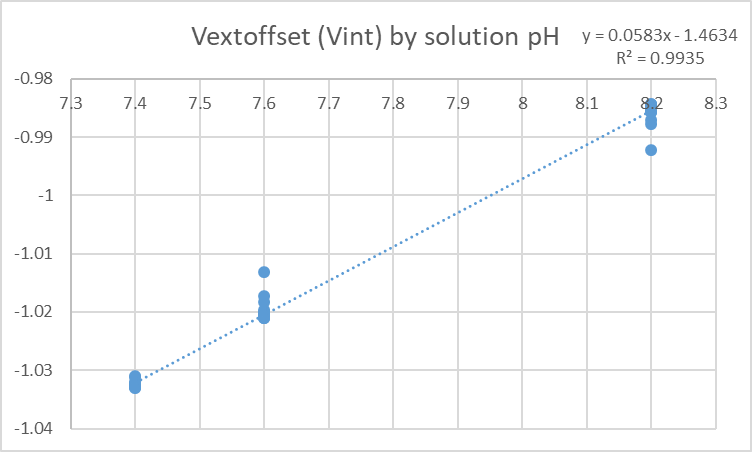 Vextoffset (Vint) by solution pH
y = 0.0583x - 1.4634
R² = 0.9935
-0.98
7.3 7.4 7.5 7.6 7.7 7.8 7.9 8 8.1 8.2 8.3
-0.99
-1
-1.01
-1.02
-1.03
-1.04